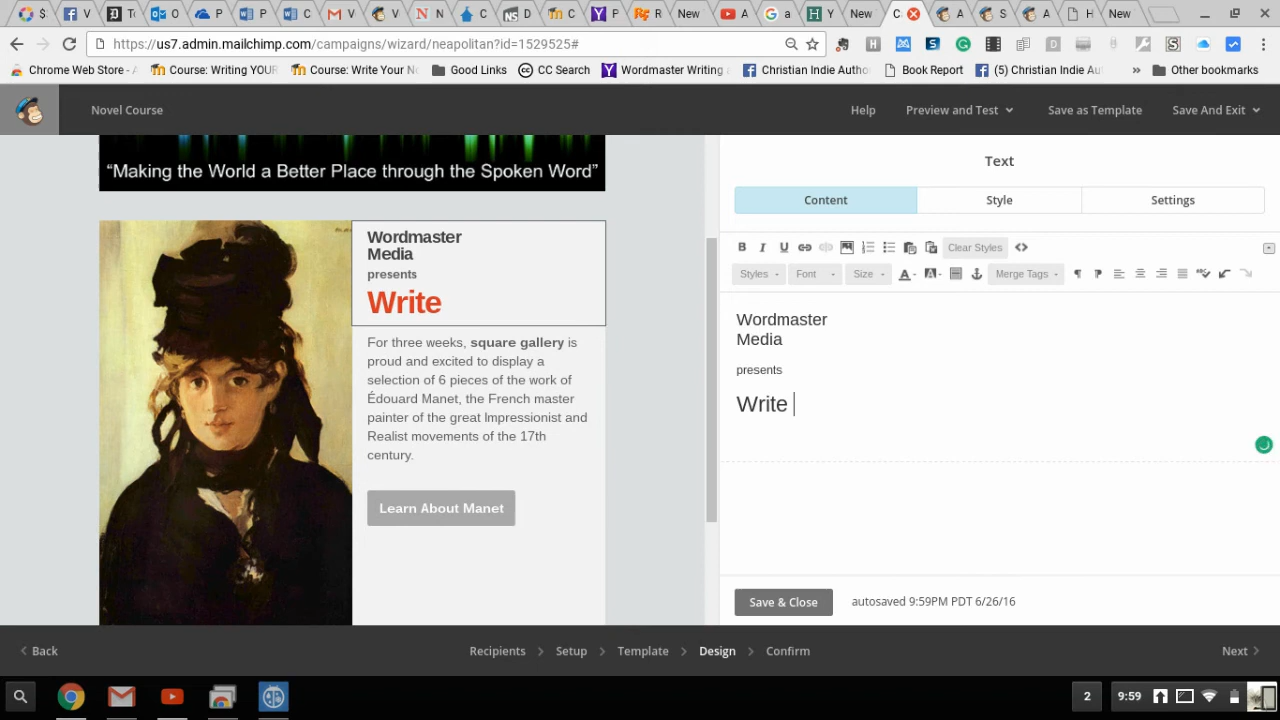 $
V
D
T
O
P
W
W
V
N
C
NS
C
C
P
R
New
A
a
Y
New
C
A
S
A
H
New
https://us7.admin.mailchimp.com/campaigns/wizard/neapolitan?id=1529525#
Chrome Web Store - A
Course: Writing YOUR
Course: Write Your No
Good Links
CC Search
Wordmaster Writing a
Christian Indie Autho
Book Report
(5) Christian Indie Aut
»
Other bookmarks
Novel Course
Help
Preview and Test
Save as Template
Save And Exit
“Making the World a Better Place through the Spoken Word”
Wordmaster
Media
presents
Write
For three weeks, square gallery is
proud and excited to display a
selection of 6 pieces of the work of
Édouard Manet, the French master
painter of the great Impressionist and
Realist movements of the 17th
century.
Learn About Manet
Text
Content
Style
Settings
B I U Clear Styles <>
Styles Font Size A A Merge Tags
Wordmaster
Media
presents
Write
Save & Close
autosaved 9:59PM PDT 6/26/16
Back
Recipients > Setup > Template > Design > Confirm
Next
2
9:59